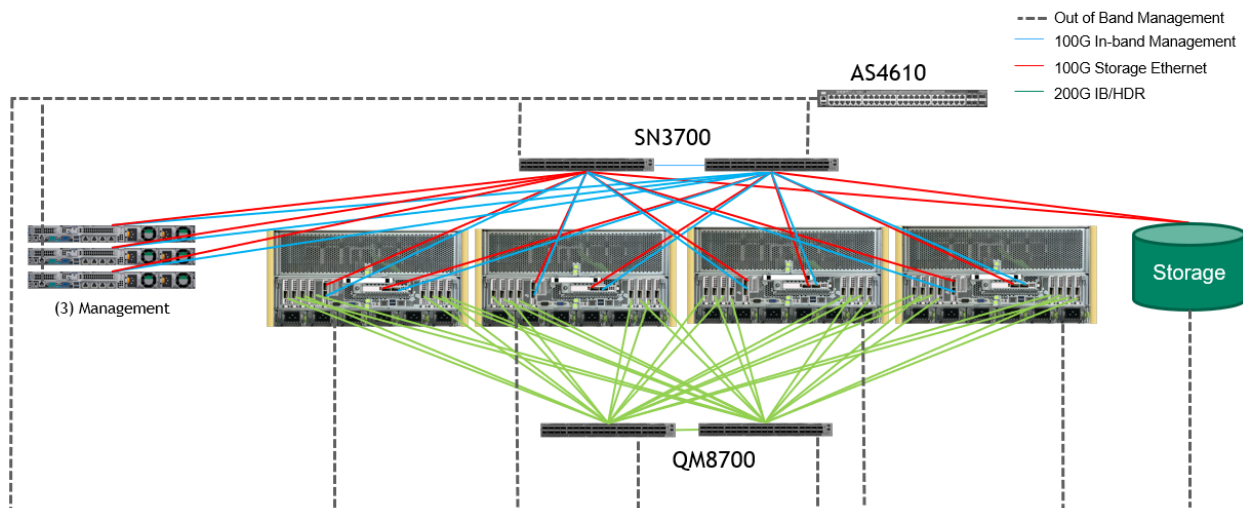 Out of Band Management
100G In-band Management
100G Storage Ethernet
200G IB/HDR
AS4610
SN3700
(3) Management
Storage
QM8700